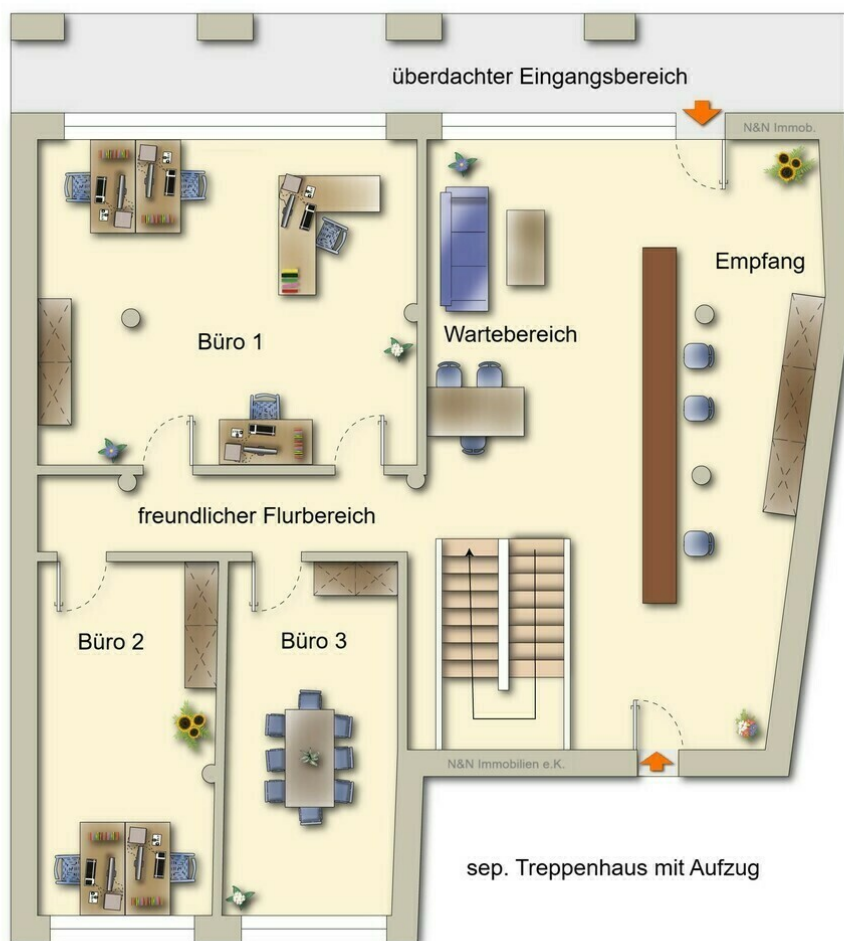 überdachter Eingangsbereich
N&N Immob.
Empfang
Wartebereich
Büro 1
freundlicher Flurbereich
Büro 2
Büro 3
N&N Immobilien e.K.
sep. Treppenhaus mit Aufzug